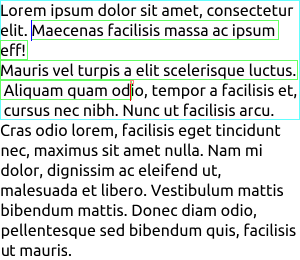 Lorem ipsum dolor sit amet, consectetur
elit. Maecenas facilisis massa ac ipsum
eff!
Mauris vel turpis a elit scelerisque luctus.
Aliquam quam odio, tempor a facilisis et,
cursus nec nibh. Nunc ut facilisis arcu.
Cras odio lorem, facilisis eget tincidunt
nec, maximus sit amet nulla. Nam mi
dolor, dignissim ac eleifend ut,
malesuada et libero. Vestibulum mattis
bibendum mattis. Donec diam odio,
pellentesque sed bibendum quis, facilisis
ut mauris.